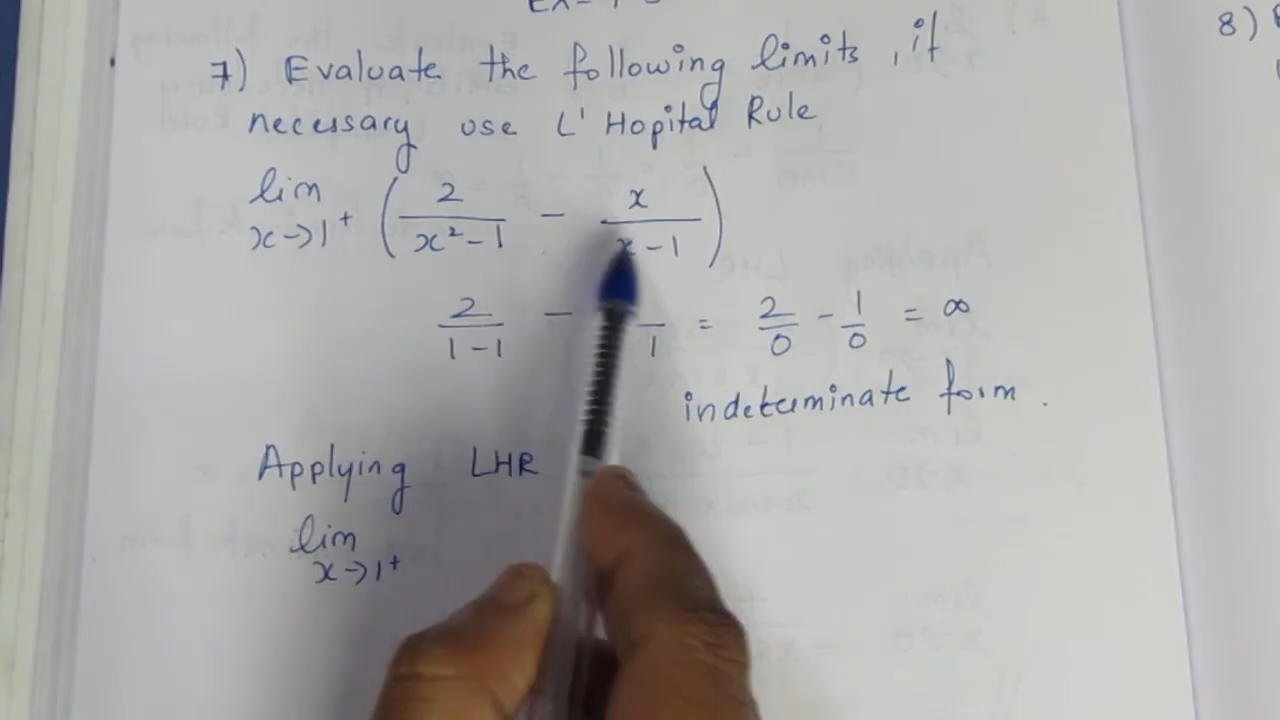 7) Evaluate the following limits, if
necessary use L' Hopital Rule
lim x→1⁺ ( 2/(x²-1) - x/(x-1) )
2/(1-1) - /1 = 2/0 - 1/0 = ∞
indeterminate form.
Applying LHR
lim x→1⁺
8)